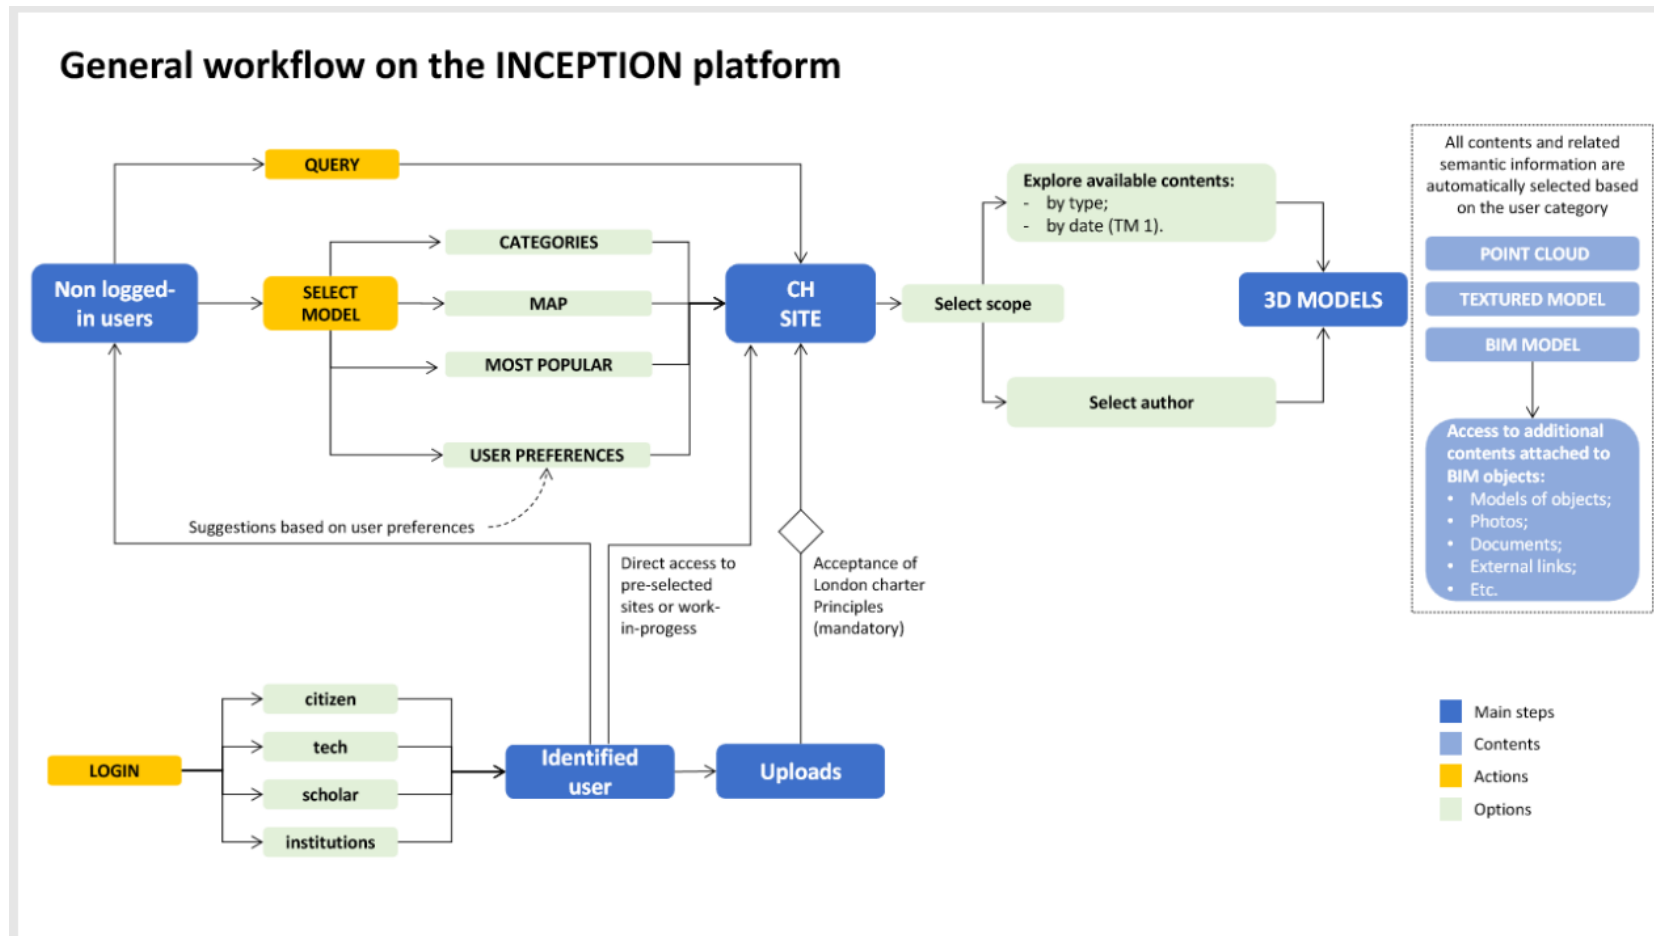 General workflow on the INCEPTION platform
QUERY
CATEGORIES
Non logged-
in users
SELECT
MODEL
MAP
MOST POPULAR
USER PREFERENCES
Suggestions based on user preferences
CH
SITE
Select scope
Explore available contents:
- by type;
- by date (TM 1).
Select author
3D MODELS
All contents and related
semantic information are
automatically selected based
on the user category
POINT CLOUD
TEXTURED MODEL
BIM MODEL
Access to additional
contents attached to
BIM objects:
• Models of objects;
• Photos;
• Documents;
• External links;
• Etc.
Direct access to
pre-selected
sites or work-
in-progess
Acceptance of
London charter
Principles
(mandatory)
LOGIN
citizen
tech
scholar
institutions
Identified
user
Uploads
Main steps
Contents
Actions
Options